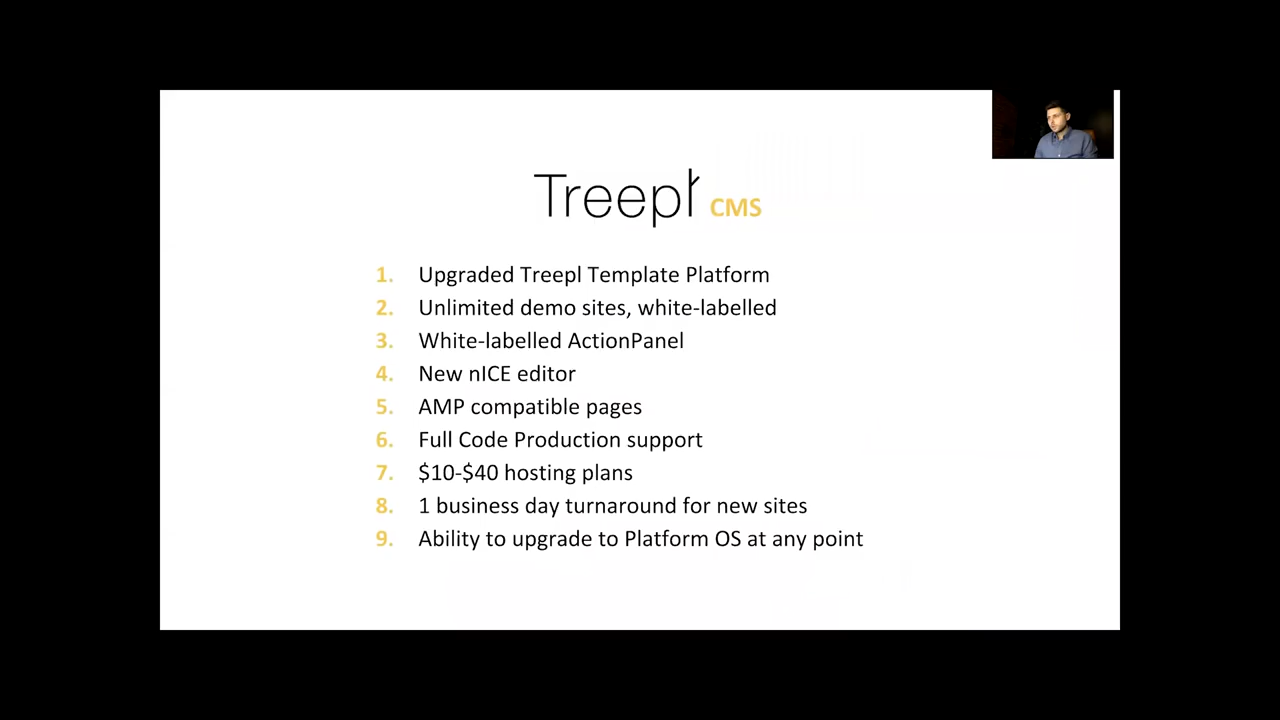 Treepł CMS
1. Upgraded Treepl Template Platform
2. Unlimited demo sites, white-labelled
3. White-labelled ActionPanel
4. New nICE editor
5. AMP compatible pages
6. Full Code Production support
7. $10-$40 hosting plans
8. 1 business day turnaround for new sites
9. Ability to upgrade to Platform OS at any point